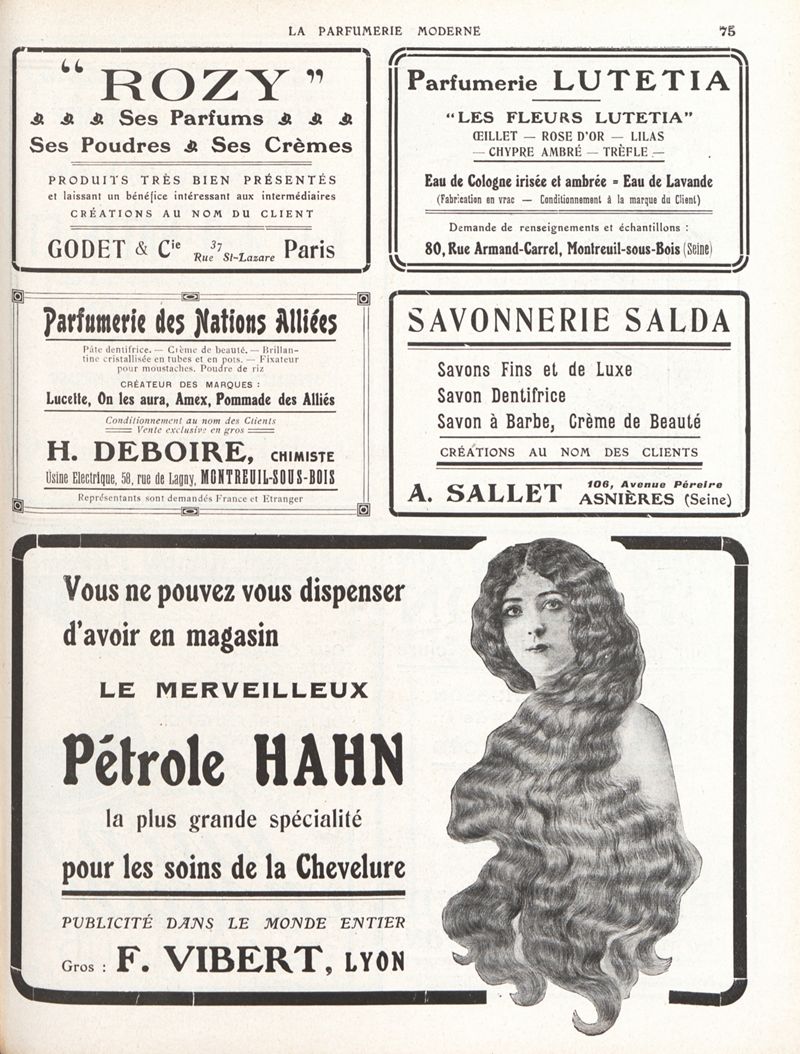 LA PARFUMERIE MODERNE 75
“ROZY”
Ses Parfums
Ses Poudres Ses Crèmes
PRODUITS TRÈS BIEN PRÉSENTÉS
et laissant un bénéfice intéressant aux intermédiaires
CRÉATIONS AU NOM DU CLIENT
GODET & Cie 37 Rue St-Lazare Paris
Parfumerie LUTETIA
“LES FLEURS LUTETIA”
ŒILLET — ROSE D'OR — LILAS
— CHYPRE AMBRÉ — TRÈFLE —
Eau de Cologne irisée et ambrée = Eau de Lavande
(Fabrication en vrac — Conditionnement à la marque du Client)
Demande de renseignements et échantillons :
80, Rue Armand-Carrel, Montreuil-sous-Bois (Seine)
Parfumerie des Nations Alliées
Pâte dentifrice. — Crème de beauté. — Brillan-
tine cristallisée en tubes et en pots. — Fixateur
pour moustaches. Poudre de riz
CRÉATEUR DES MARQUES :
Lucette, On les aura, Amex, Pommade des Alliés
Conditionnement au nom des Clients
Vente exclusive en gros
H. DEBOIRE, CHIMISTE
Usine Electrique, 58, rue de Lagny, MONTREUIL-SOUS-BOIS
Représentants sont demandés France et Etranger
SAVONNERIE SALDA
Savons Fins et de Luxe
Savon Dentifrice
Savon à Barbe, Crème de Beauté
CRÉATIONS AU NOM DES CLIENTS
A. SALLET 106, Avenue Péreire
ASNIÈRES (Seine)
Vous ne pouvez vous dispenser
d'avoir en magasin
LE MERVEILLEUX
Pétrole HAHN
la plus grande spécialité
pour les soins de la Chevelure
PUBLICITÉ DANS LE MONDE ENTIER
Gros : F. VIBERT, LYON